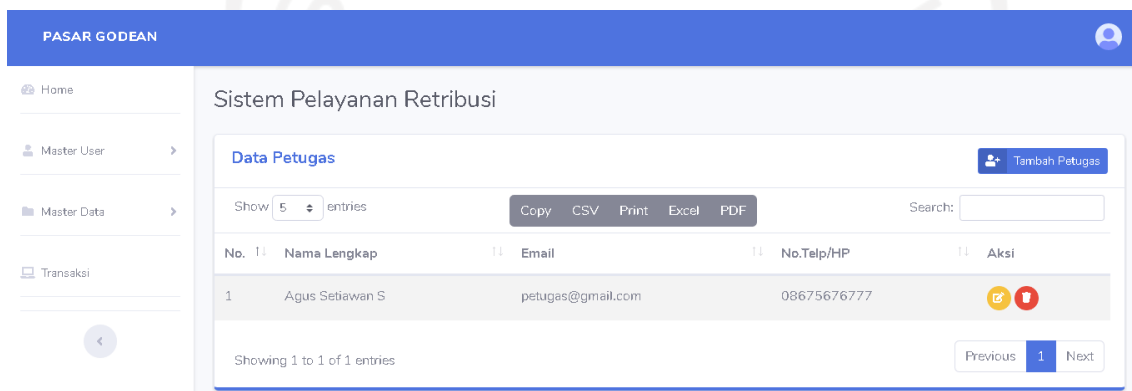 PASAR GODEAN
Home
Master User
Master Data
Transaksi
Sistem Pelayanan Retribusi
Data Petugas
Tambah Petugas
Show 5 entries
Copy CSV Print Excel PDF
Search:
No. Nama Lengkap Email No.Telp/HP Aksi
1 Agus Setiawan S petugas@gmail.com 08675676777
Showing 1 to 1 of 1 entries
Previous 1 Next